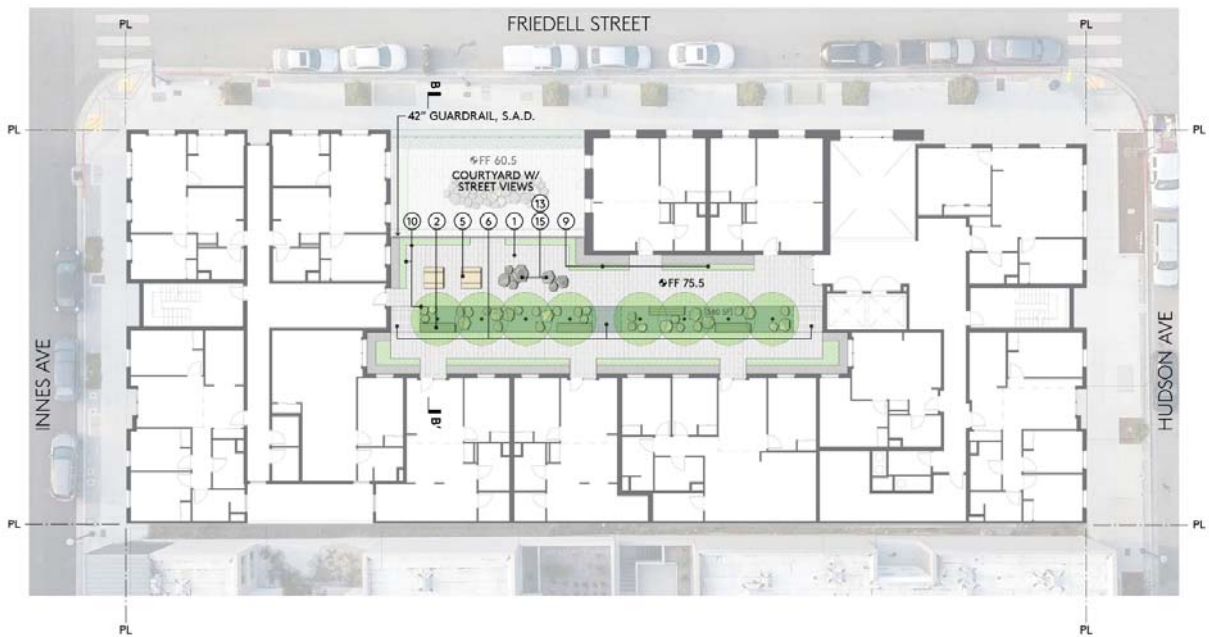 FRIEDELL STREET
PL
PL
B
42" GUARDRAIL, S.A.D.
PL
PL
FF 60.5
COURTYARD W/
STREET VIEWS
13
10 2 5 6 1 15 9
FF 75.5
INNES AVE
HUDSON AVE
B'
PL
PL
PL
PL